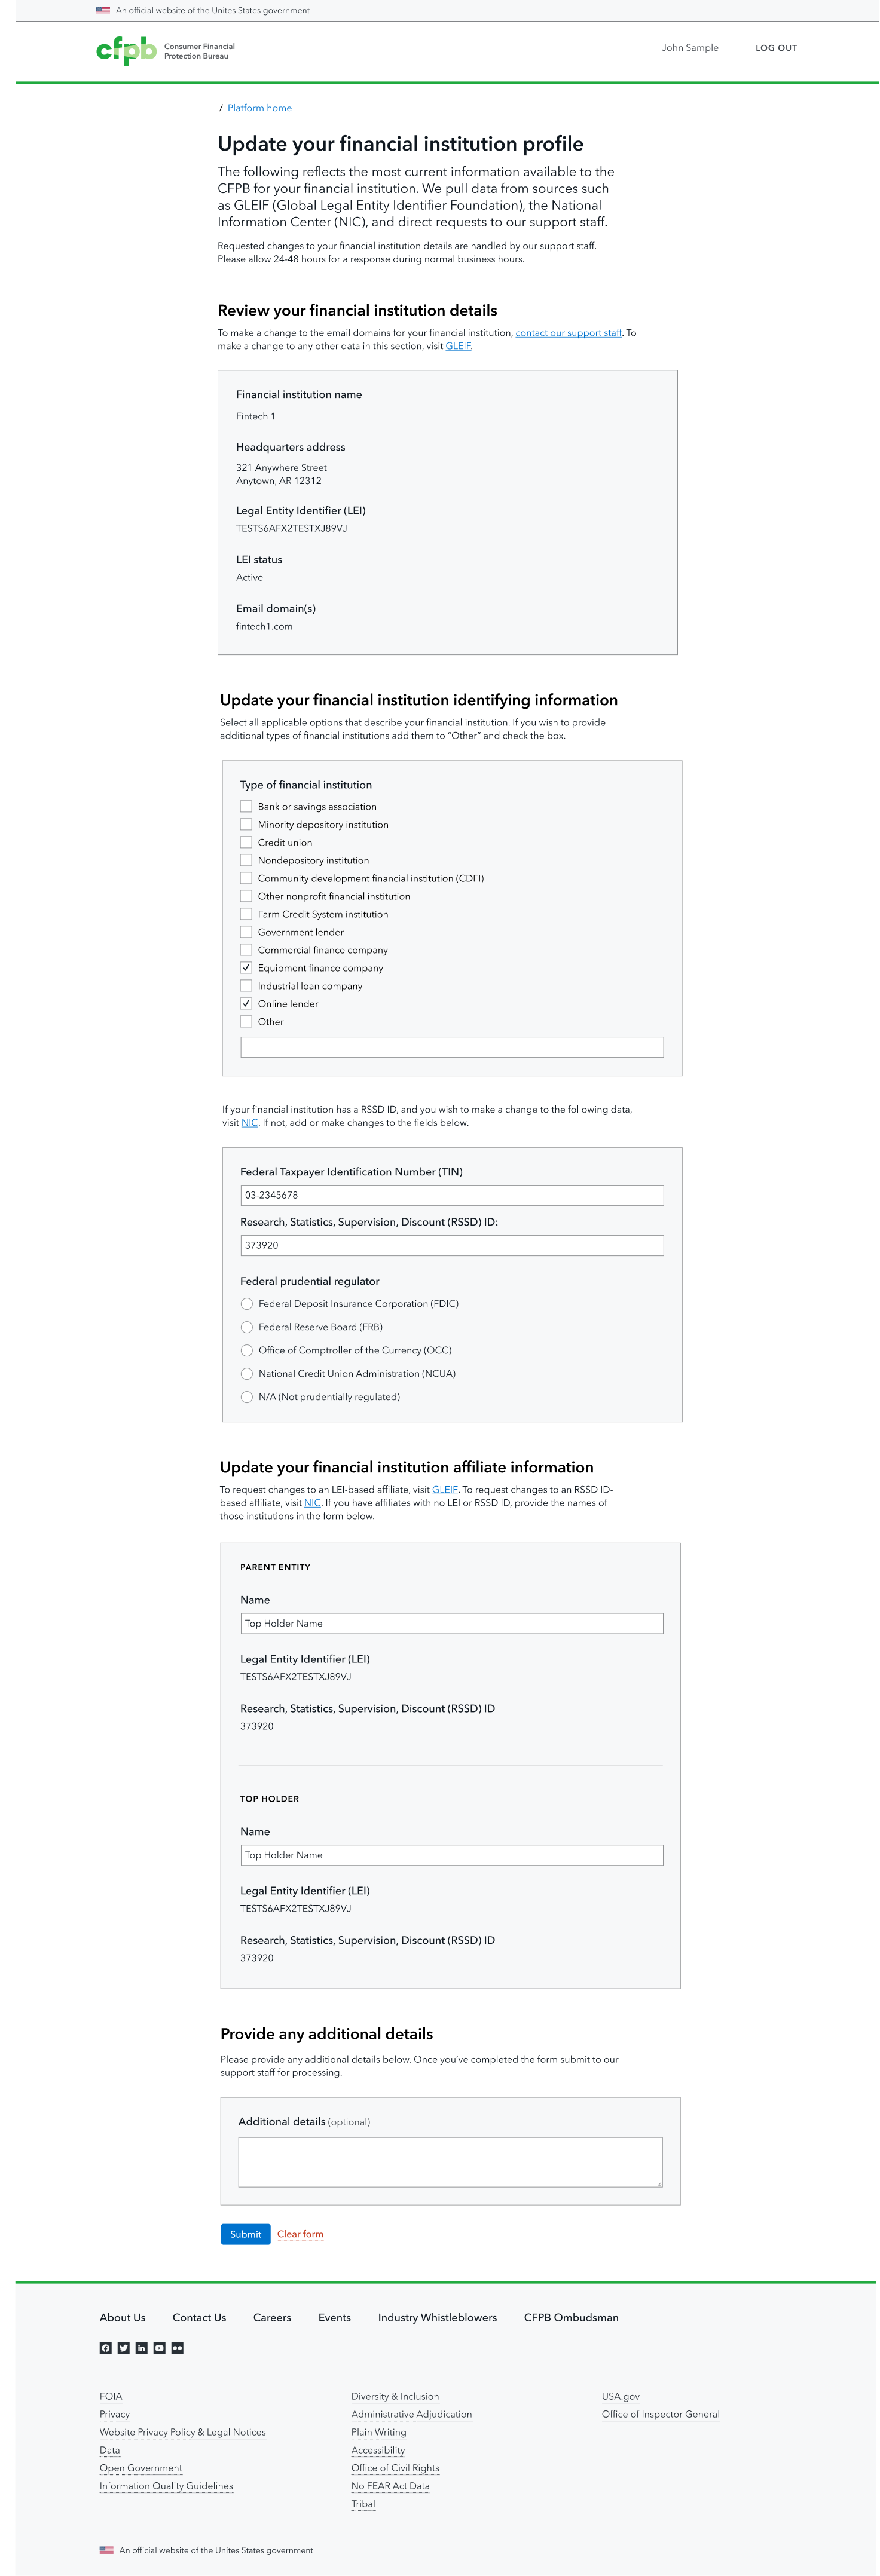 An official website of the Unites States government
cfpb Consumer Financial
Protection Bureau
John Sample
LOG OUT
/ Platform home
Update your financial institution profile
The following reflects the most current information available to the
CFPB for your financial institution. We pull data from sources such
as GLEIF (Global Legal Entity Identifier Foundation), the National
Information Center (NIC), and direct requests to our support staff.
Requested changes to your financial institution details are handled by our support staff.
Please allow 24-48 hours for a response during normal business hours.
Review your financial institution details
To make a change to the email domains for your financial institution, contact our support staff. To
make a change to any other data in this section, visit GLEIF.
Financial institution name
Fintech 1
Headquarters address
321 Anywhere Street
Anytown, AR 12312
Legal Entity Identifier (LEI)
TESTS6AFX2TESTXJ89VJ
LEI status
Active
Email domain(s)
fintech1.com
Update your financial institution identifying information
Select all applicable options that describe your financial institution. If you wish to provide
additional types of financial institutions add them to “Other” and check the box.
Type of financial institution
Bank or savings association
Minority depository institution
Credit union
Nondepository institution
Community development financial institution (CDFI)
Other nonprofit financial institution
Farm Credit System institution
Government lender
Commercial finance company
Equipment finance company
Industrial loan company
Online lender
Other
If your financial institution has a RSSD ID, and you wish to make a change to the following data,
visit NIC. If not, add or make changes to the fields below.
Federal Taxpayer Identification Number (TIN)
03-2345678
Research, Statistics, Supervision, Discount (RSSD) ID:
373920
Federal prudential regulator
Federal Deposit Insurance Corporation (FDIC)
Federal Reserve Board (FRB)
Office of Comptroller of the Currency (OCC)
National Credit Union Administration (NCUA)
N/A (Not prudentially regulated)
Update your financial institution affiliate information
To request changes to an LEI-based affiliate, visit GLEIF. To request changes to an RSSD ID-
based affiliate, visit NIC. If you have affiliates with no LEI or RSSD ID, provide the names of
those institutions in the form below.
PARENT ENTITY
Name
Top Holder Name
Legal Entity Identifier (LEI)
TESTS6AFX2TESTXJ89VJ
Research, Statistics, Supervision, Discount (RSSD) ID
373920
TOP HOLDER
Name
Top Holder Name
Legal Entity Identifier (LEI)
TESTS6AFX2TESTXJ89VJ
Research, Statistics, Supervision, Discount (RSSD) ID
373920
Provide any additional details
Please provide any additional details below. Once you’ve completed the form submit to our
support staff for processing.
Additional details (optional)
Submit Clear form
About Us Contact Us Careers Events Industry Whistleblowers CFPB Ombudsman
FOIA
Privacy
Website Privacy Policy & Legal Notices
Data
Open Government
Information Quality Guidelines
Diversity & Inclusion
Administrative Adjudication
Plain Writing
Accessibility
Office of Civil Rights
No FEAR Act Data
Tribal
USA.gov
Office of Inspector General
An official website of the Unites States government